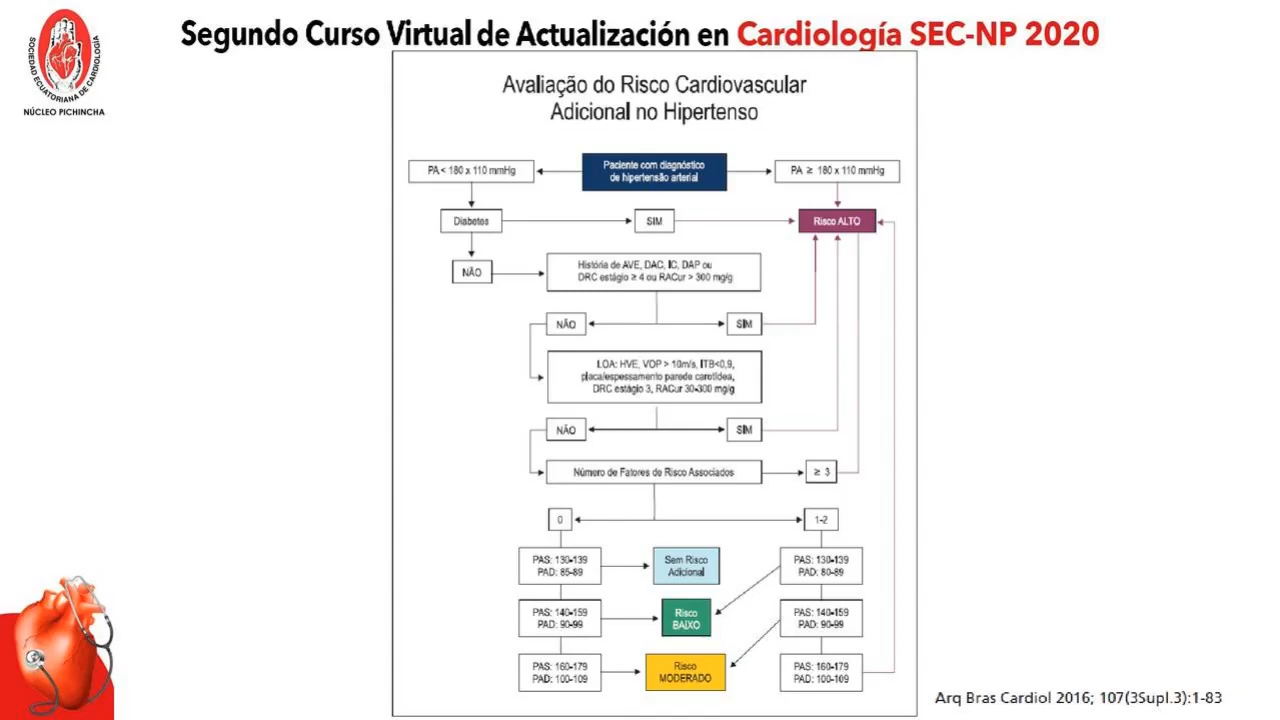 Segundo Curso Virtual de Actualización en Cardiología SEC-NP 2020
SOCIEDAD ECUATORIANA DE CARDIOLOGÍA
NÚCLEO PICHINCHA
Avaliação do Risco Cardiovascular
Adicional no Hipertenso
PA < 180 x 110 mmHg
Paciente com diagnóstico
de hipertensão arterial
PA ≥ 180 x 110 mmHg
Diabetes
SIM
Risco ALTO
NÃO
História de AVE, DAC, IC, DAP ou
DRC estágio ≥ 4 ou RACur > 300 mg/g
NÃO
SIM
LOA: HVE, VOP > 10m/s, ITB<0,9,
placa/espessamento parede carotídea,
DRC estágio 3, RACur 30-300 mg/g
NÃO
SIM
Número de Fatores de Risco Associados
≥ 3
0
1-2
PAS: 130-139
PAD: 85-89
Sem Risco
Adicional
PAS: 130-139
PAD: 80-89
PAS: 140-159
PAD: 90-99
Risco
BAIXO
PAS: 140-159
PAD: 90-99
PAS: 160-179
PAD: 100-109
Risco
MODERADO
PAS: 160-179
PAD: 100-109
Arq Bras Cardiol 2016; 107(3Supl.3):1-83